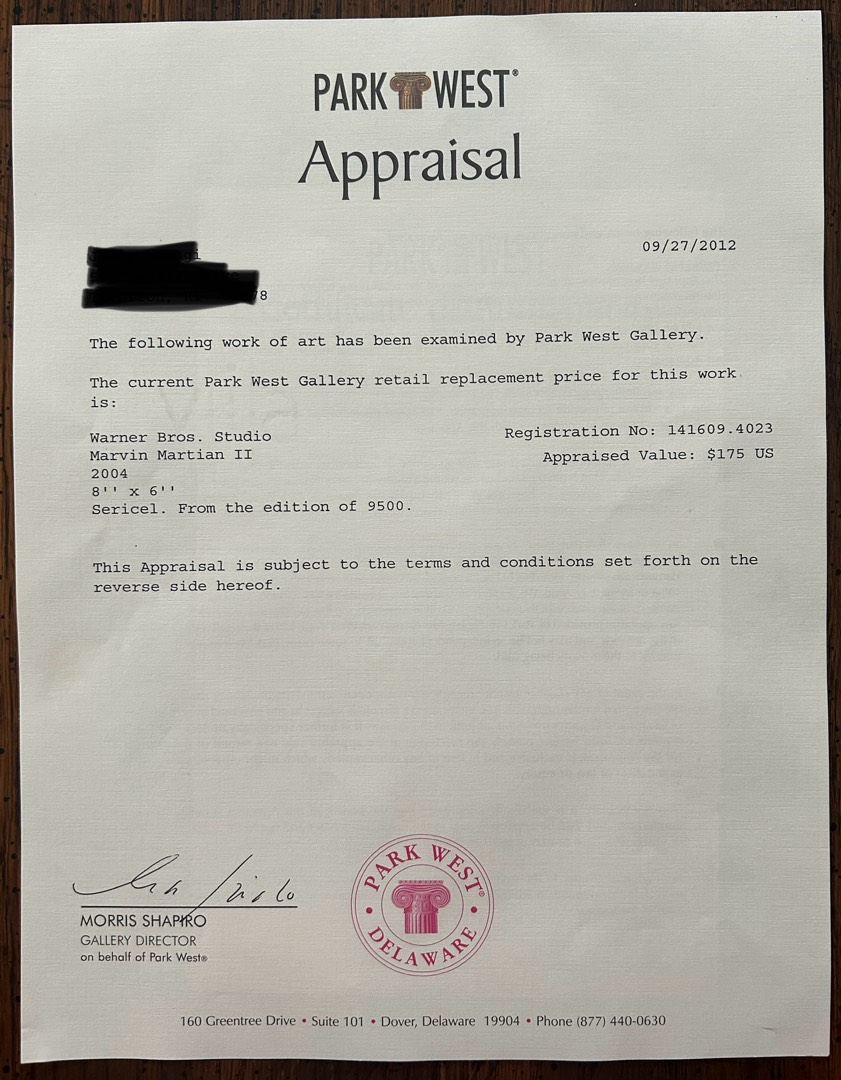 PARK WEST®
Appraisal
09/27/2012
The following work of art has been examined by Park West Gallery.
The current Park West Gallery retail replacement price for this work
is:
Warner Bros. Studio
Marvin Martian II
2004
8'' x 6''
Sericel. From the edition of 9500.
Registration No: 141609.4023
Appraised Value: $175 US
This Appraisal is subject to the terms and conditions set forth on the
reverse side hereof.
MORRIS SHAPIRO
GALLERY DIRECTOR
on behalf of Park West®
PARK WEST®
• DELAWARE •
160 Greentree Drive • Suite 101 • Dover, Delaware 19904 • Phone (877) 440-0630